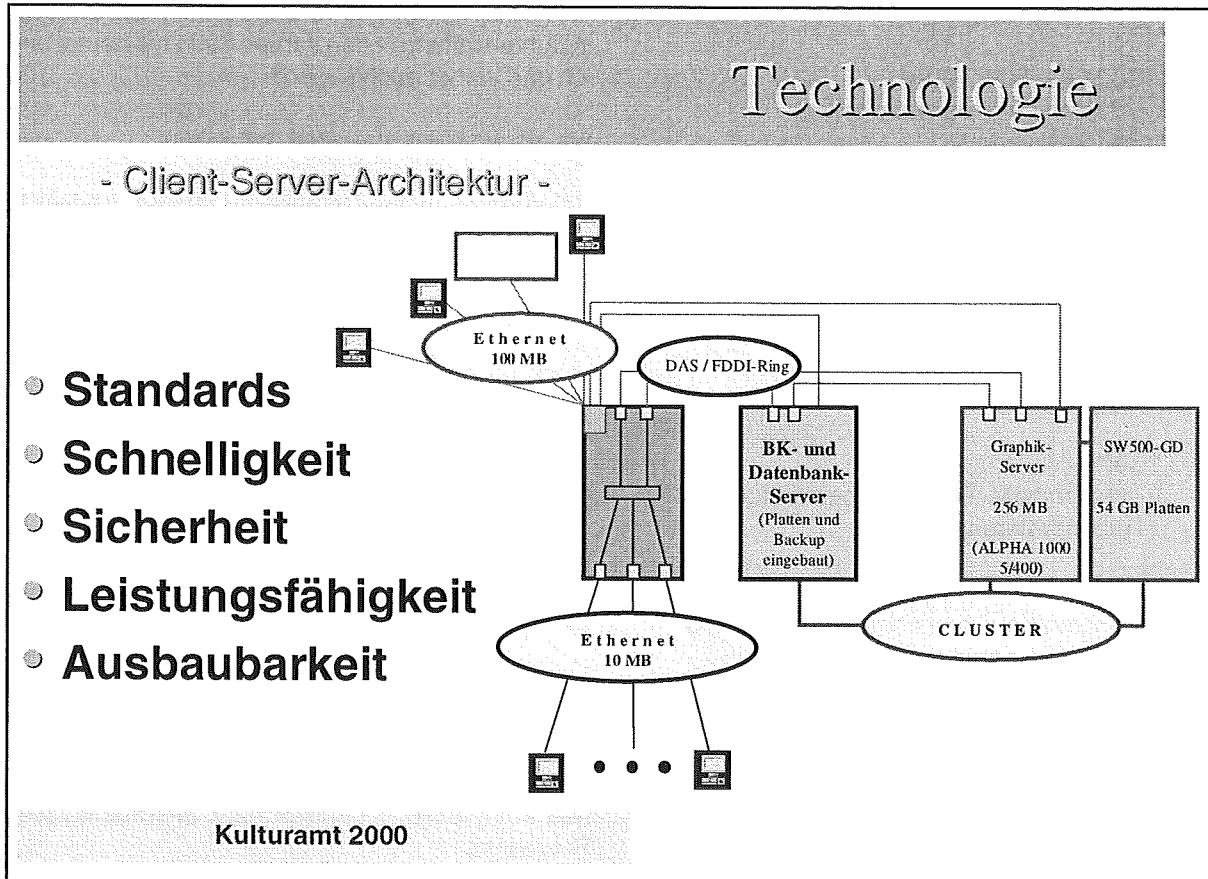 Technologie
- Client-Server-Architektur -
Ethernet
100 MB
DAS / FDDI-Ring
Standards
Schnelligkeit
Sicherheit
Leistungsfähigkeit
Ausbaubarkeit
BK- und
Datenbank-
Server
(Platten und
Backup
eingebaut)
Graphik-
Server
256 MB
(ALPHA 1000
5/400)
SW500-GD
54 GB Platten
Ethernet
10 MB
CLUSTER
Kulturamt 2000